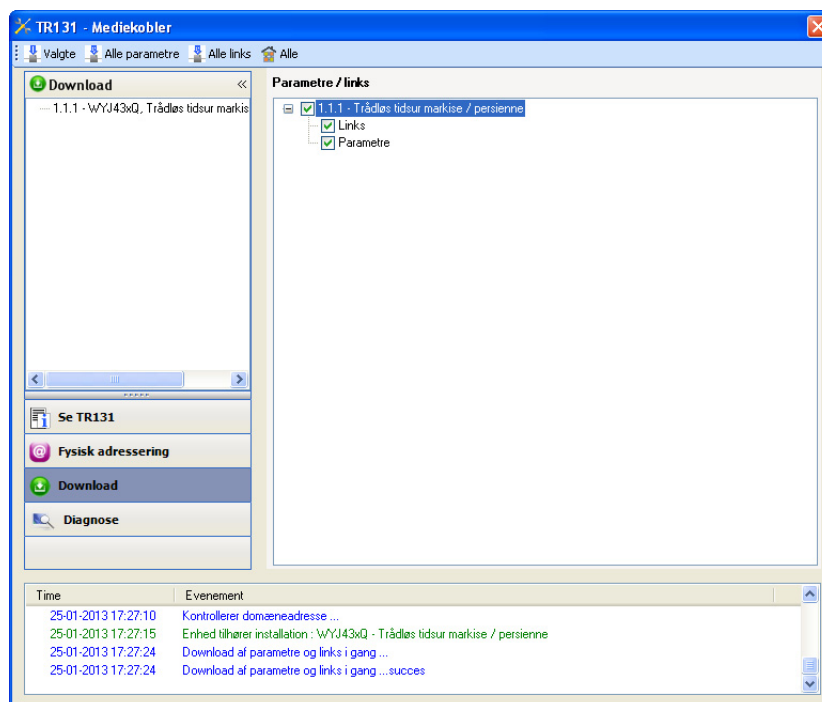 TR131 - Mediekobler
Valgte Alle parametre Alle links Alle
Download «
1.1.1 - WYJ43xQ, Trådløs tidsur markis
Se TR131
Fysisk adressering
Download
Diagnose
Parametre / links
1.1.1 - Trådløs tidsur markise / persienne
Links
Parametre
Time Evenement
25-01-2013 17:27:10 Kontrollerer domæneadresse ...
25-01-2013 17:27:15 Enhed tilhører installation : WYJ43xQ - Trådløs tidsur markise / persienne
25-01-2013 17:27:24 Download af parametre og links i gang ...
25-01-2013 17:27:24 Download af parametre og links i gang ...succes